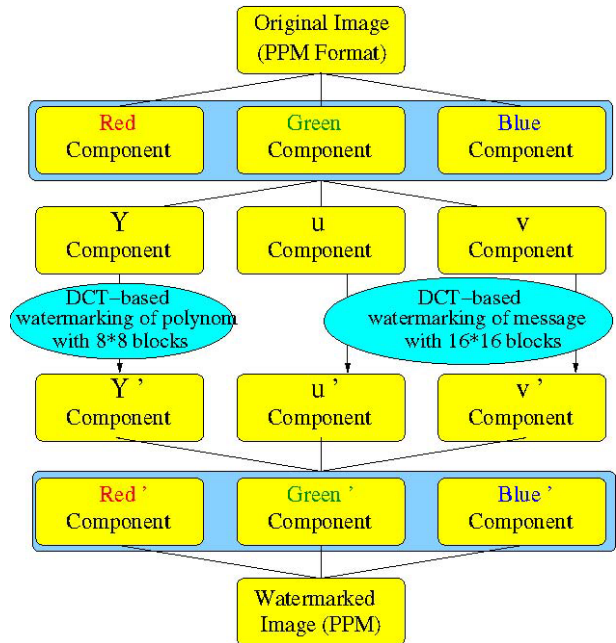 Original Image
(PPM Format)
Red
Component
Green
Component
Blue
Component
Y
Component
u
Component
v
Component
DCT−based
watermarking of polynom
with 8*8 blocks
DCT−based
watermarking of message
with 16*16 blocks
Y ’
Component
u ’
Component
v ’
Component
Red ’
Component
Green ’
Component
Blue ’
Component
Watermarked
Image (PPM)